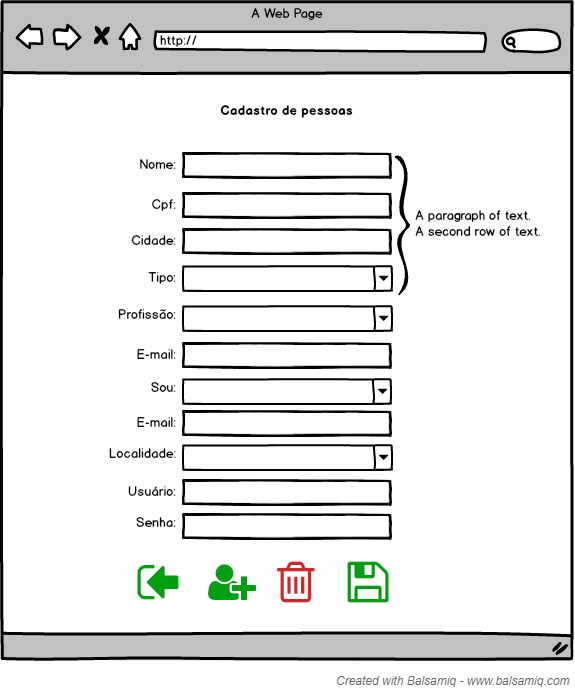 A Web Page
http://
Cadastro de pessoas
Nome:
Cpf:
A paragraph of text.
A second row of text.
Cidade:
Tipo:
Profissão:
E-mail:
Sou:
E-mail:
Localidade:
Usuário:
Senha:
Created with Balsamiq - www.balsamiq.com